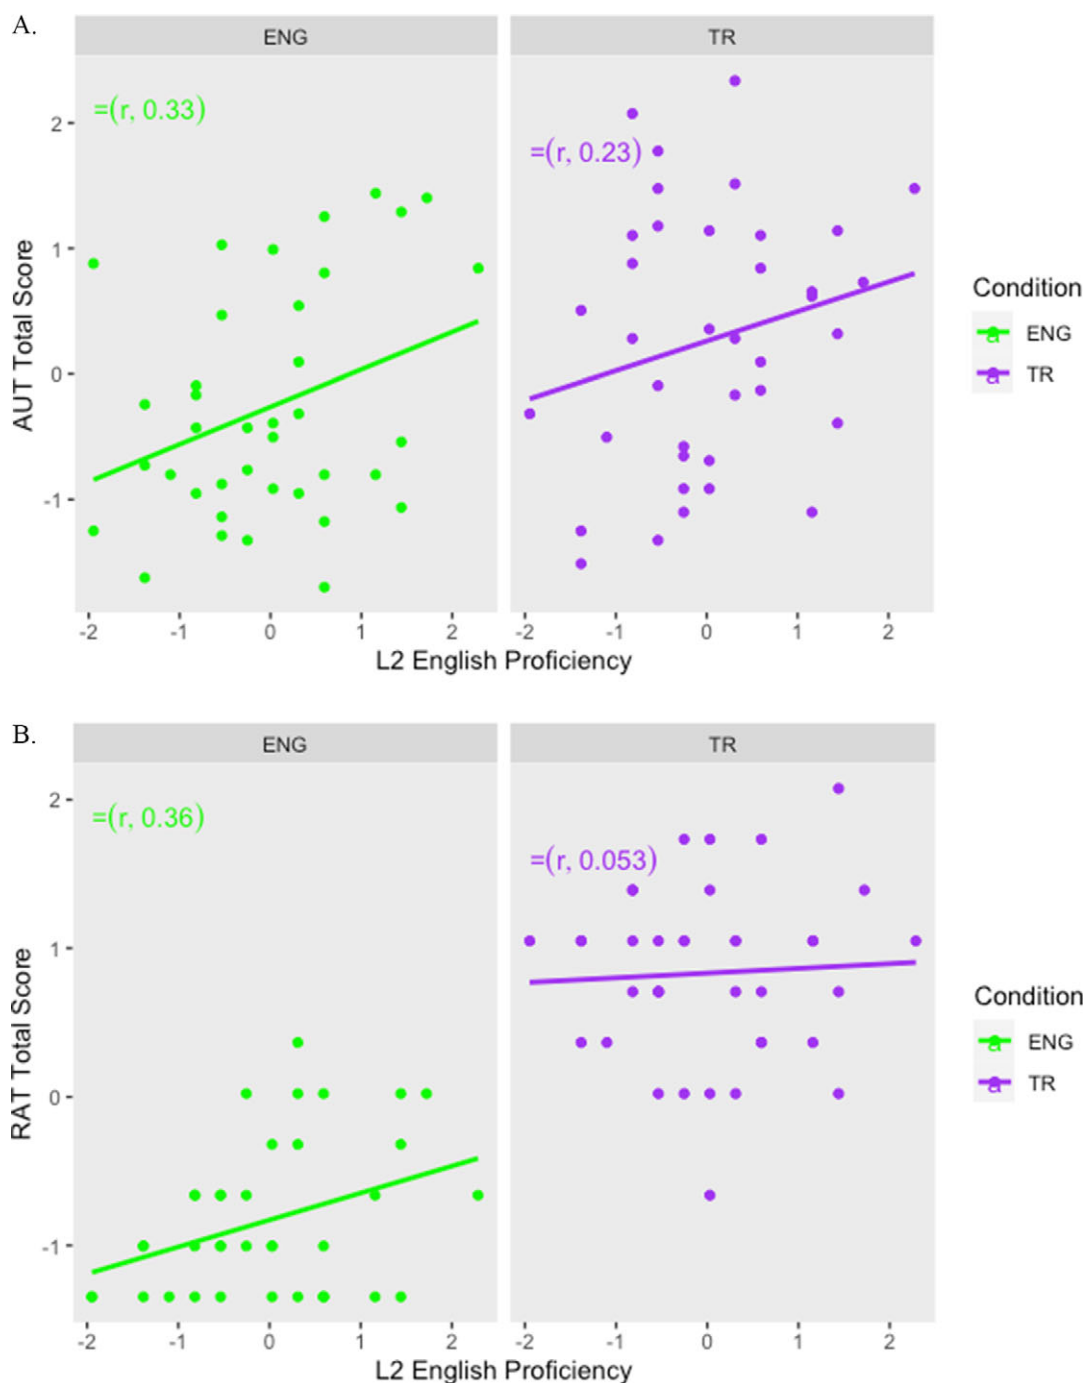 A.
ENG TR
=(r, 0.33)
=(r, 0.23)
2
1
0
-1
AUT Total Score
-2 -1 0 1 2 -2 -1 0 1 2
L2 English Proficiency
Condition
a ENG
a TR
B.
ENG TR
=(r, 0.36)
=(r, 0.053)
2
1
0
-1
RAT Total Score
-2 -1 0 1 2 -2 -1 0 1 2
L2 English Proficiency
Condition
a ENG
a TR